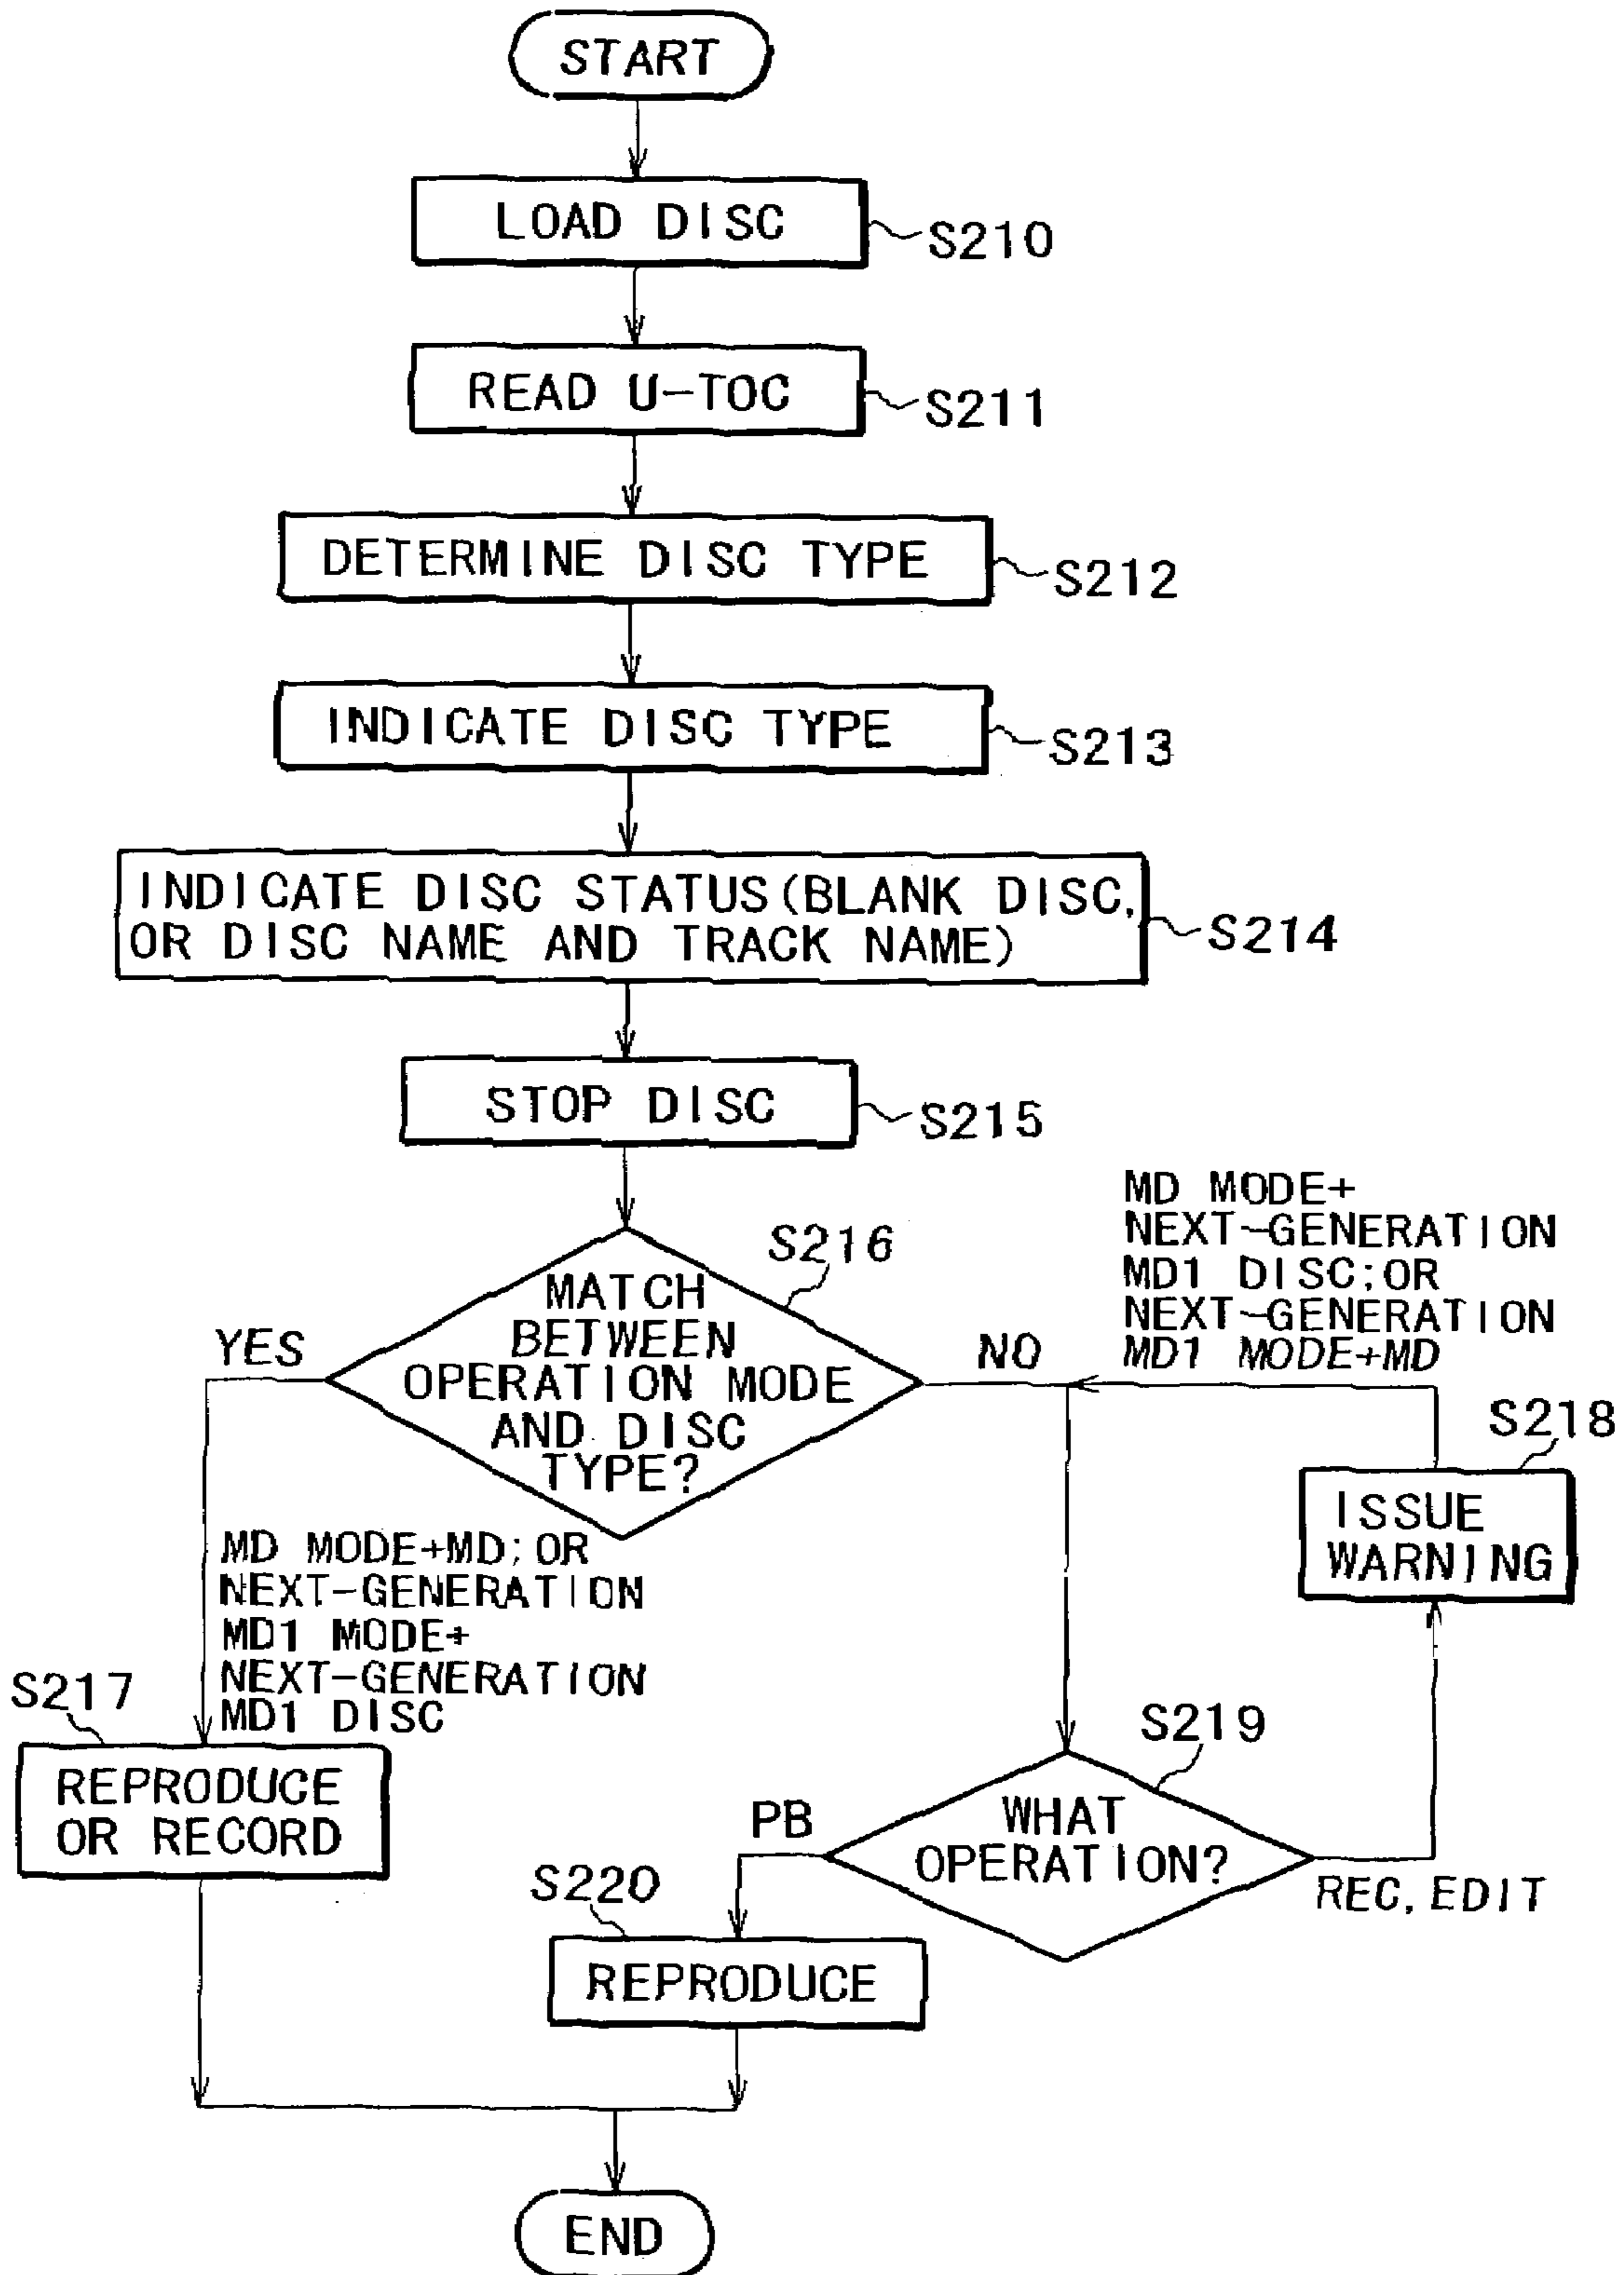 START
LOAD DISC
S210
READ U-TOC
S211
DETERMINE DISC TYPE
S212
INDICATE DISC TYPE
S213
INDICATE DISC STATUS(BLANK DISC,
OR DISC NAME AND TRACK NAME)
S214
STOP DISC
S215
S216
MATCH
BETWEEN
OPERATION MODE
AND DISC
TYPE?
YES
NO
MD MODE+
NEXT-GENERATION
MD1 DISC;OR
NEXT-GENERATION
MD1 MODE+MD
S218
ISSUE
WARNING
MD MODE+MD;OR
NEXT-GENERATION
MD1 MODE+
NEXT-GENERATION
MD1 DISC
S217
REPRODUCE
OR RECORD
S219
WHAT
OPERATION?
PB
REC, EDIT
S220
REPRODUCE
END